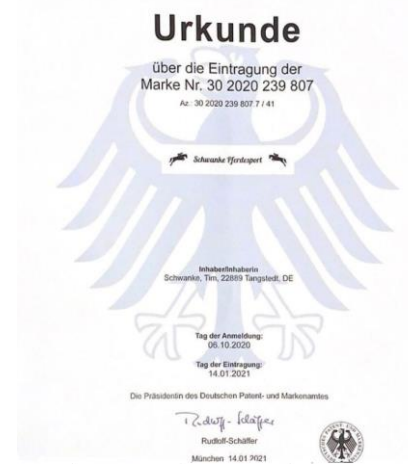 Urkunde
über die Eintragung der
Marke Nr. 30 2020 239 807
Az.: 30 2020 239 807.7 / 41
Schwanke Pferdesport
Inhaber/Inhaberin
Schwanke, Tim, 22889 Tangstedt, DE
Tag der Anmeldung:
06.10.2020
Tag der Eintragung:
14.01.2021
Die Präsidentin des Deutschen Patent- und Markenamtes
Rudloff-Schäffer
Rudloff-Schäffer
München 14.01.2021